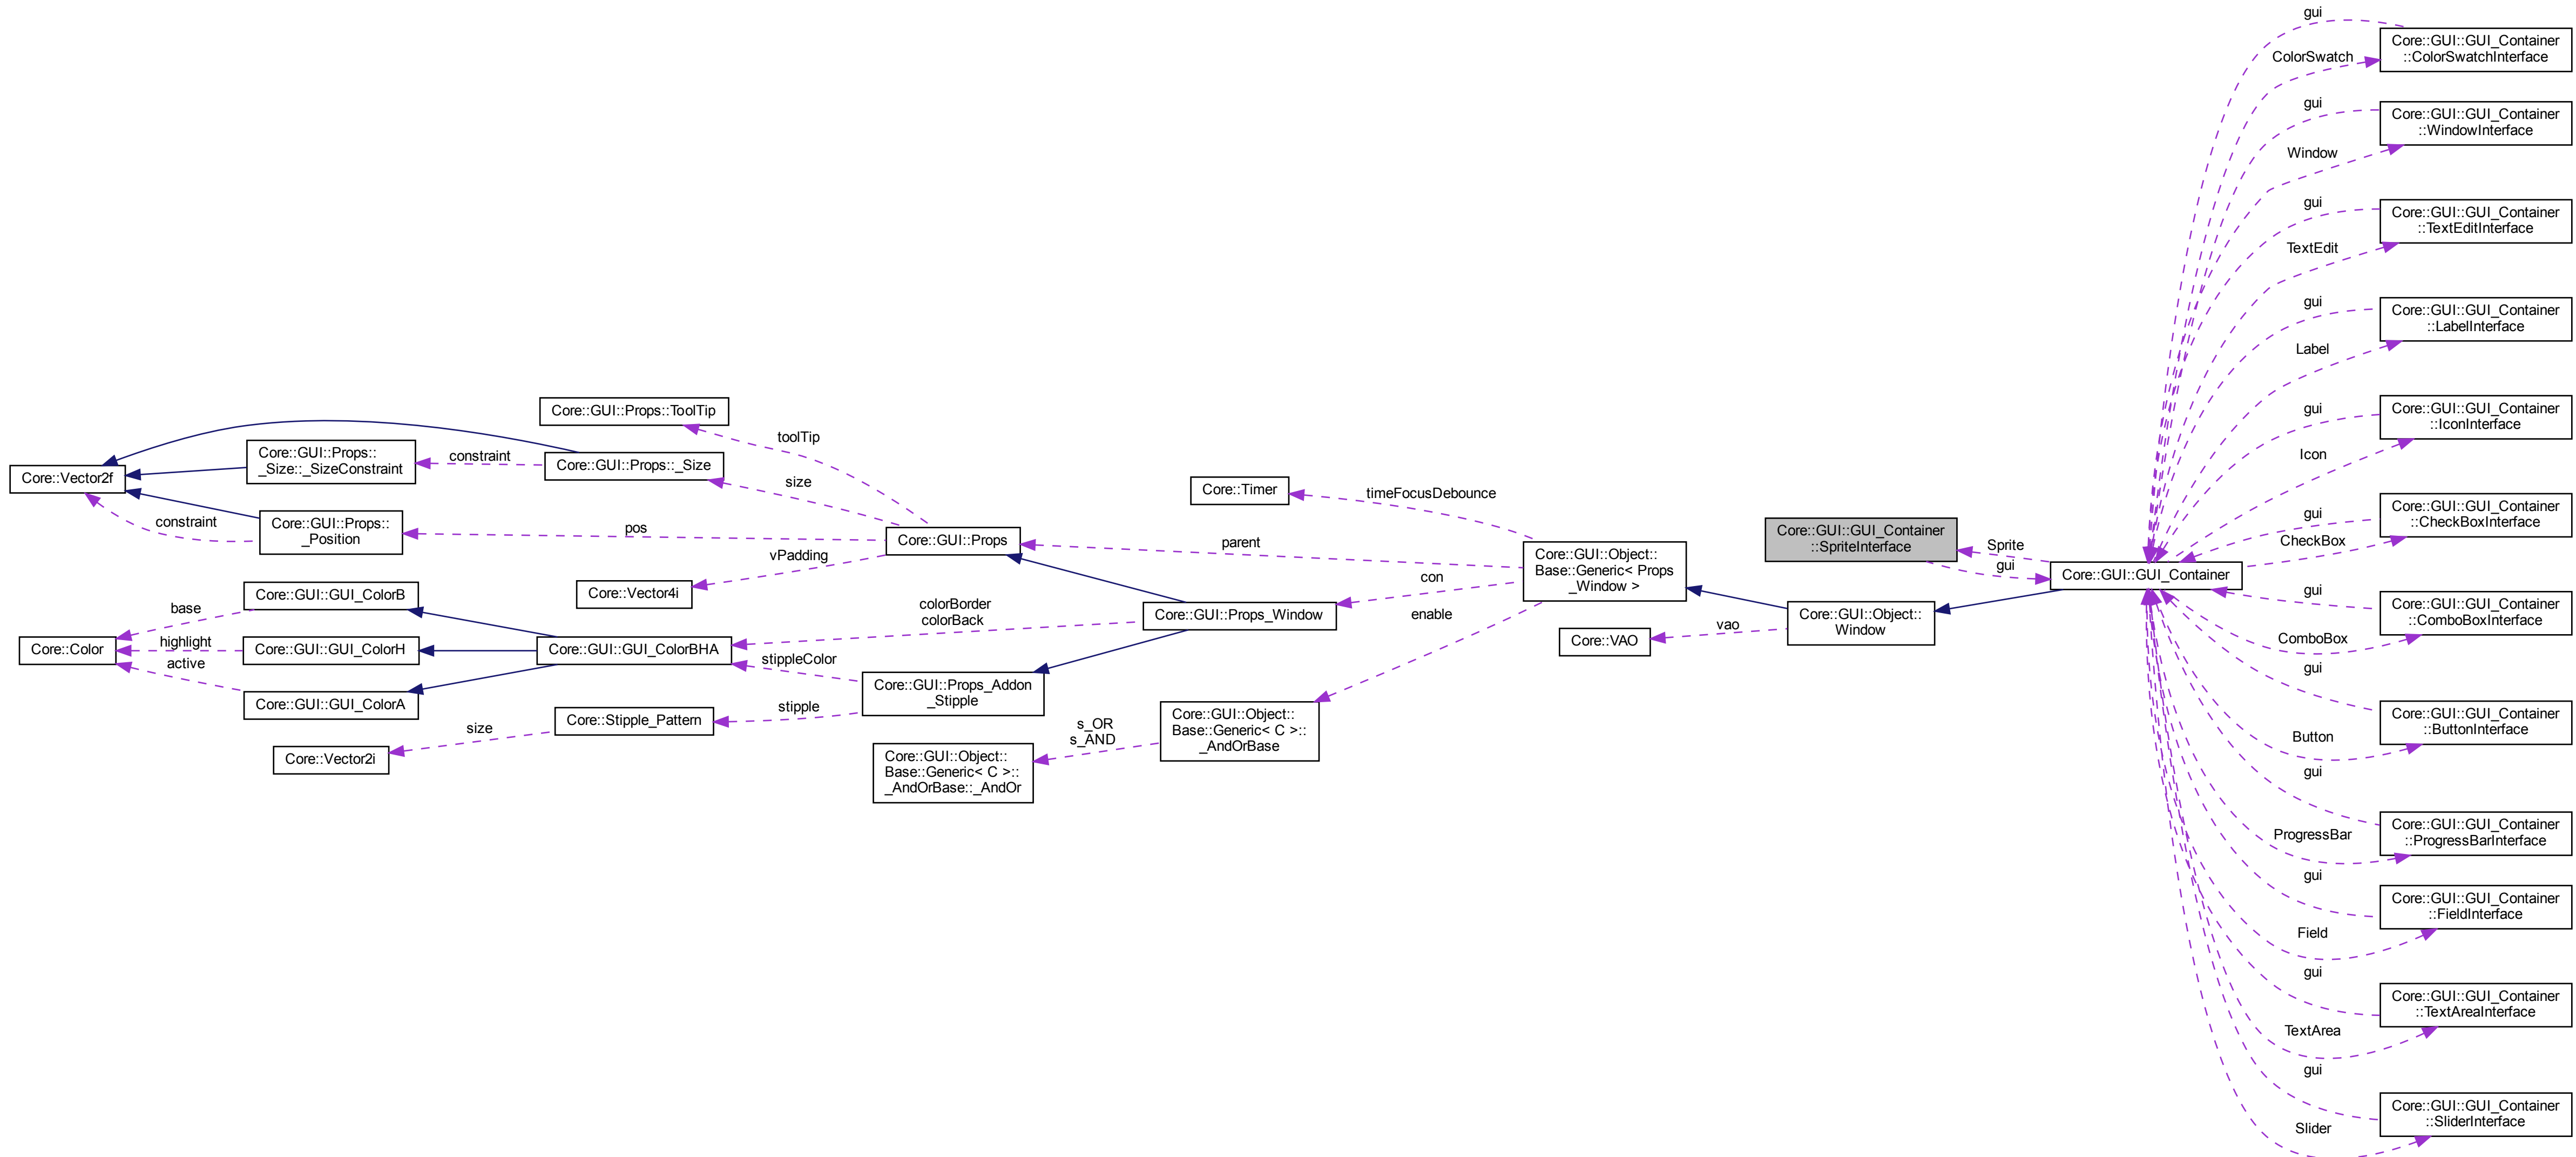 gui
Core::GUI::GUI_Container
::ColorSwatchInterface
ColorSwatch
gui
Core::GUI::GUI_Container
::WindowInterface
Window
gui
Core::GUI::GUI_Container
::TextEditInterface
TextEdit
gui
Core::GUI::GUI_Container
::LabelInterface
Label
gui
Core::GUI::GUI_Container
::IconInterface
Icon
gui
Core::GUI::GUI_Container
::CheckBoxInterface
CheckBox
gui
Core::GUI::GUI_Container
::ComboBoxInterface
ComboBox
gui
Core::GUI::GUI_Container
::ButtonInterface
Button
gui
Core::GUI::GUI_Container
::ProgressBarInterface
ProgressBar
gui
Core::GUI::GUI_Container
::FieldInterface
Field
gui
Core::GUI::GUI_Container
::TextAreaInterface
TextArea
gui
Core::GUI::GUI_Container
::SliderInterface
Slider
Core::GUI::GUI_Container
::SpriteInterface
Sprite
gui
Core::GUI::GUI_Container
Core::GUI::Object::
Window
vao
Core::VAO
Core::GUI::Object::
Base::Generic< Props
_Window >
timeFocusDebounce
Core::Timer
parent
con
enable
Core::GUI::Props_Window
Core::GUI::Object::
Base::Generic< C >::
_AndOrBase
s_OR
s_AND
Core::GUI::Object::
Base::Generic< C >::
_AndOrBase::_AndOr
Core::GUI::Props
toolTip
size
pos
vPadding
colorBorder
colorBack
stippleColor
Core::GUI::Props_Addon
_Stipple
stipple
Core::GUI::Props::ToolTip
Core::GUI::Props::_Size
constraint
Core::GUI::Props::
_Size::_SizeConstraint
Core::Vector2f
constraint
Core::GUI::Props::
_Position
Core::Vector4i
Core::GUI::GUI_ColorBHA
Core::GUI::GUI_ColorB
base
Core::GUI::GUI_ColorH
highlight
Core::Color
active
Core::GUI::GUI_ColorA
Core::Stipple_Pattern
size
Core::Vector2i